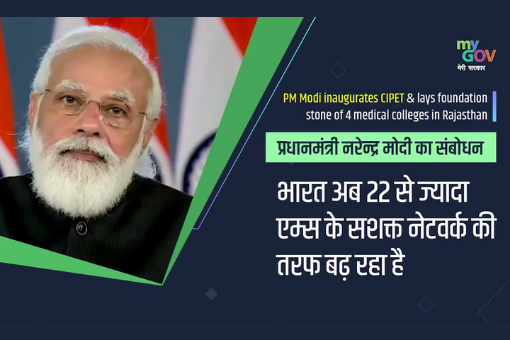 my
GOV
मेरी सरकार
PM Modi inaugurates CIPET & lays foundation
stone of 4 medical colleges in Rajasthan
प्रधानमंत्री नरेन्द्र मोदी का संबोधन
भारत अब 22 से ज्यादा
एम्स के सशक्त नेटवर्क की
तरफ बढ़ रहा है